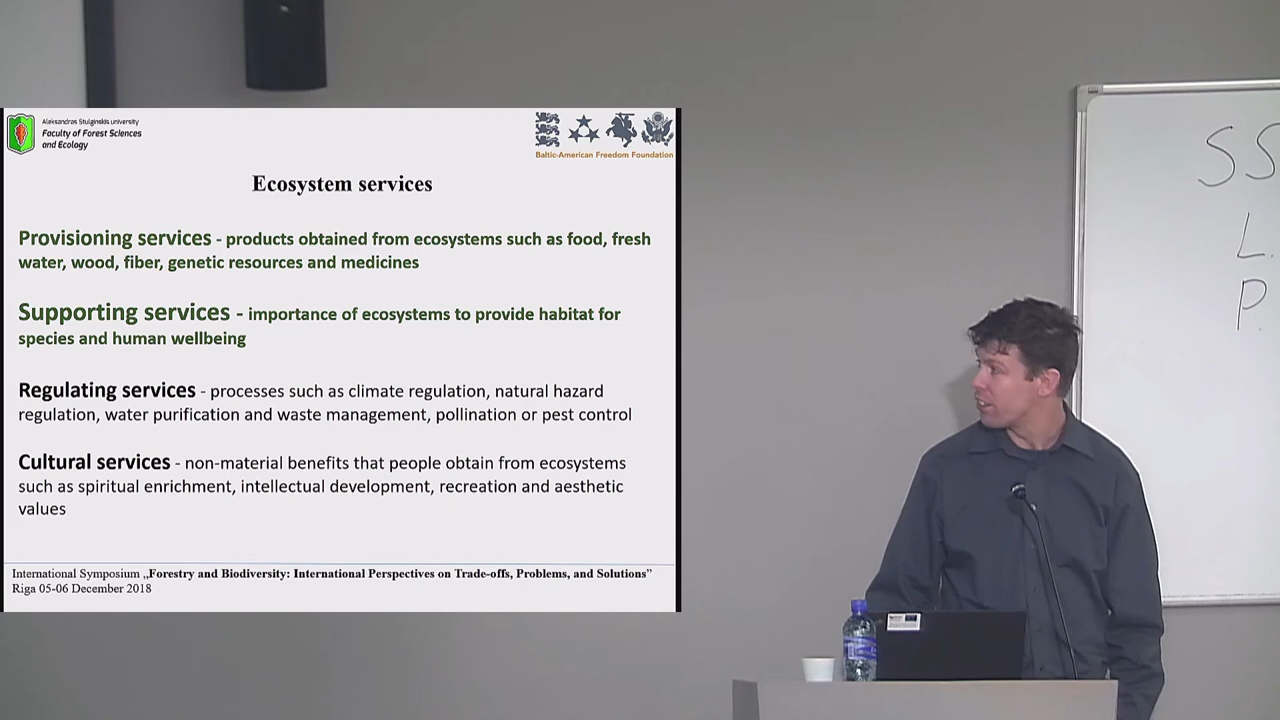 Aleksandras Stulginskis university
Faculty of Forest Sciences
and Ecology
Baltic-American Freedom Foundation
Ecosystem services
Provisioning services - products obtained from ecosystems such as food, fresh
water, wood, fiber, genetic resources and medicines
Supporting services - importance of ecosystems to provide habitat for
species and human wellbeing
Regulating services - processes such as climate regulation, natural hazard
regulation, water purification and waste management, pollination or pest control
Cultural services - non-material benefits that people obtain from ecosystems
such as spiritual enrichment, intellectual development, recreation and aesthetic
values
International Symposium „Forestry and Biodiversity: International Perspectives on Trade-offs, Problems, and Solutions”
Riga 05-06 December 2018
SS
L.
P.